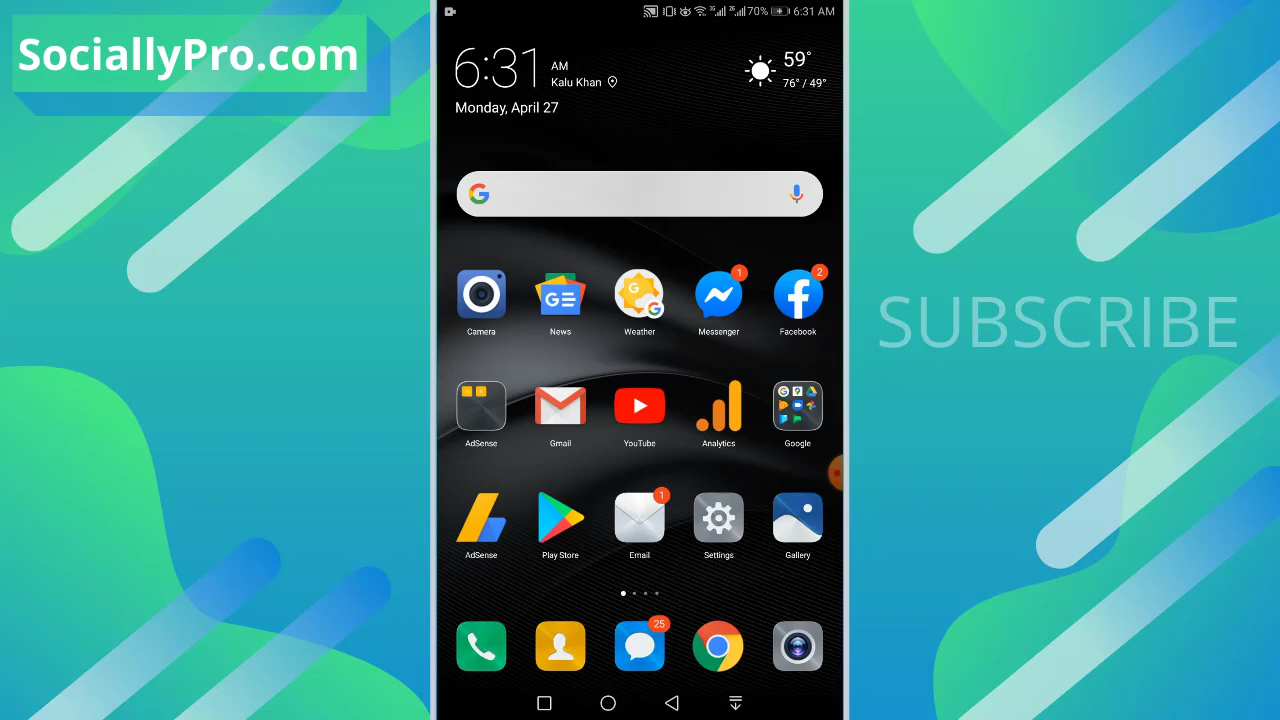 SociallyPro.com
70% 6:31 AM
6:31 AM
Kalu Khan
Monday, April 27
59°
76° / 49°
SUBSCRIBE
1
2
Camera
News
Weather
Messenger
Facebook
AdSense
Gmail
YouTube
Analytics
Google
1
AdSense
Play Store
Email
Settings
Gallery
25